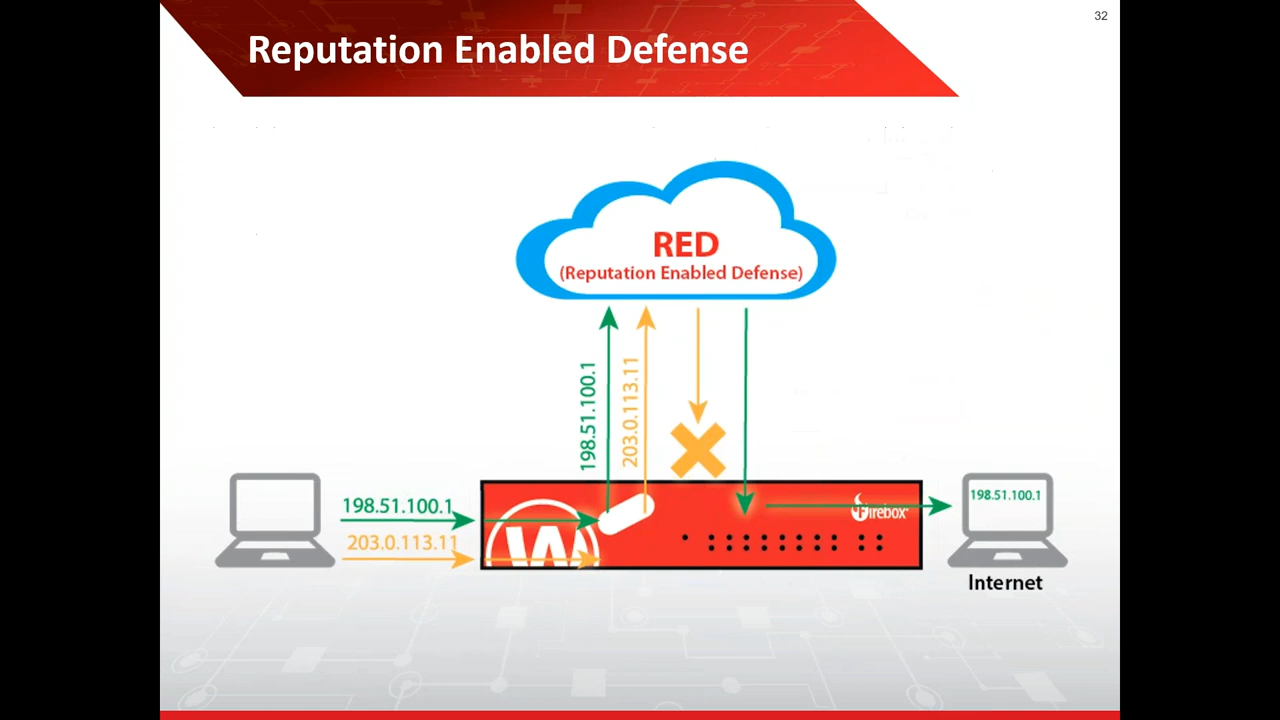 32
Reputation Enabled Defense
RED
(Reputation Enabled Defense)
198.51.100.1
203.0.113.11
198.51.100.1
203.0.113.11
W
Firebox
198.51.100.1
Internet